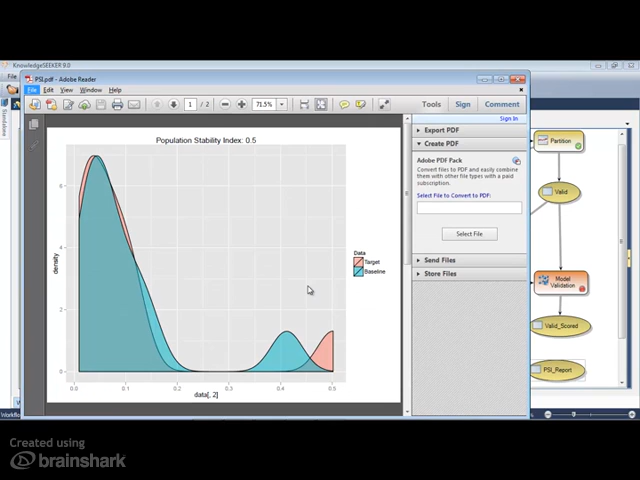 KnowledgeSEEKER 9.0
PSI.pdf - Adobe Reader
File
File Edit View Window Help
1 / 2
71.5%
Tools
Sign
Comment
Sign In
Standalone
Export PDF
Create PDF
Adobe PDF Pack
Convert files to PDF and easily combine
them with other file types with a paid
subscription.
Select File to Convert to PDF:
Select File
Send Files
Store Files
Population Stability Index: 0.5
density
6
4
2
0
0.0 0.1 0.2 0.3 0.4 0.5
data[, 2]
Data
Target
Baseline
Partition
Valid
Model
Validation
Valid_Scored
PSI_Report
Created using
brainshark